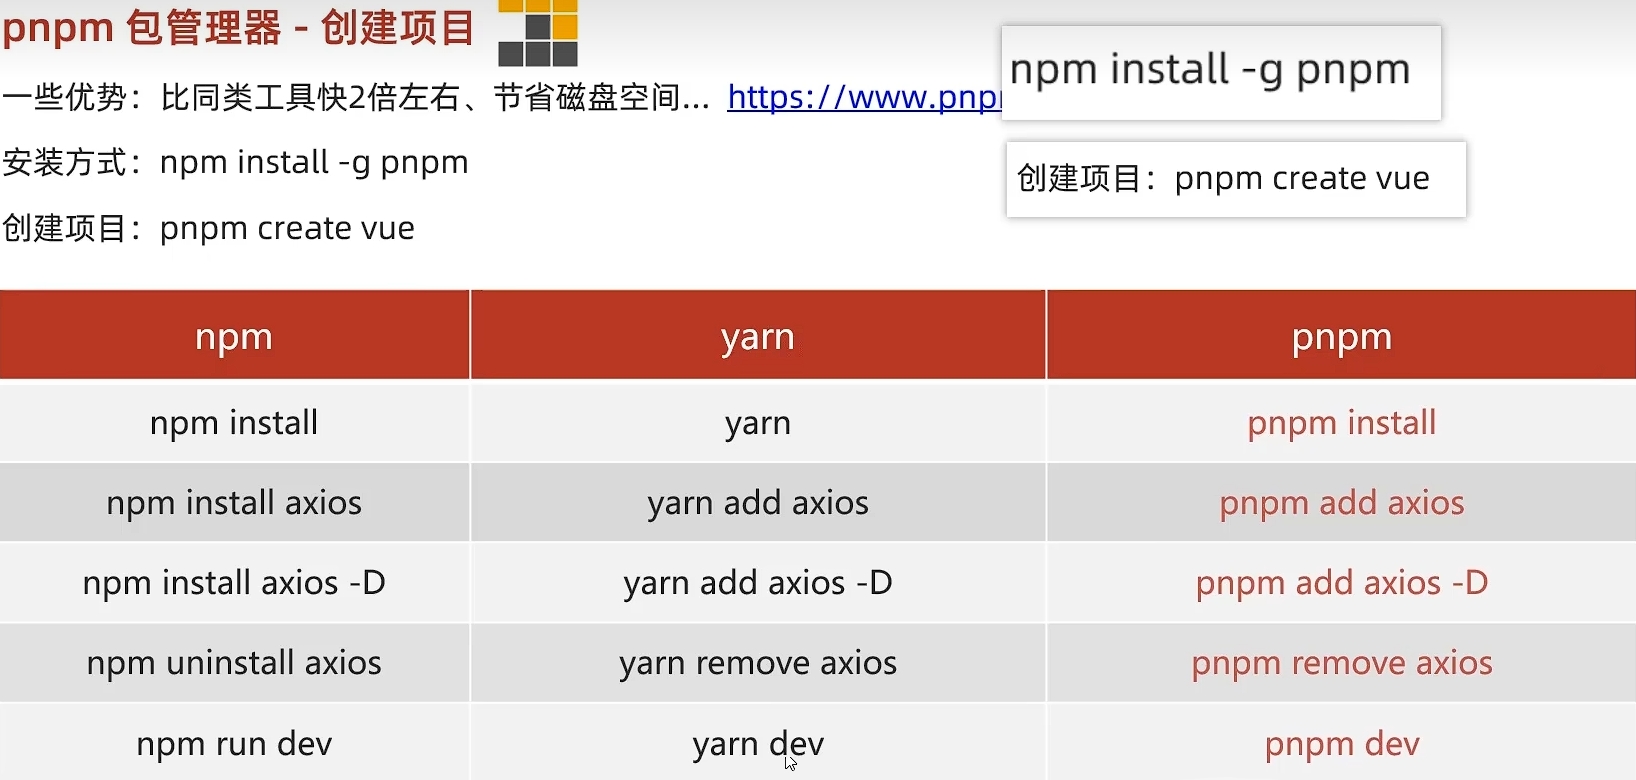 pnpm 包管理器 - 创建项目
一些优势：比同类工具快2倍左右、节省磁盘空间... https://www.pnp
安装方式：npm install -g pnpm
创建项目：pnpm create vue
npm install -g pnpm
创建项目：pnpm create vue
npm yarn pnpm
npm install yarn pnpm install
npm install axios yarn add axios pnpm add axios
npm install axios -D yarn add axios -D pnpm add axios -D
npm uninstall axios yarn remove axios pnpm remove axios
npm run dev yarn dev pnpm dev